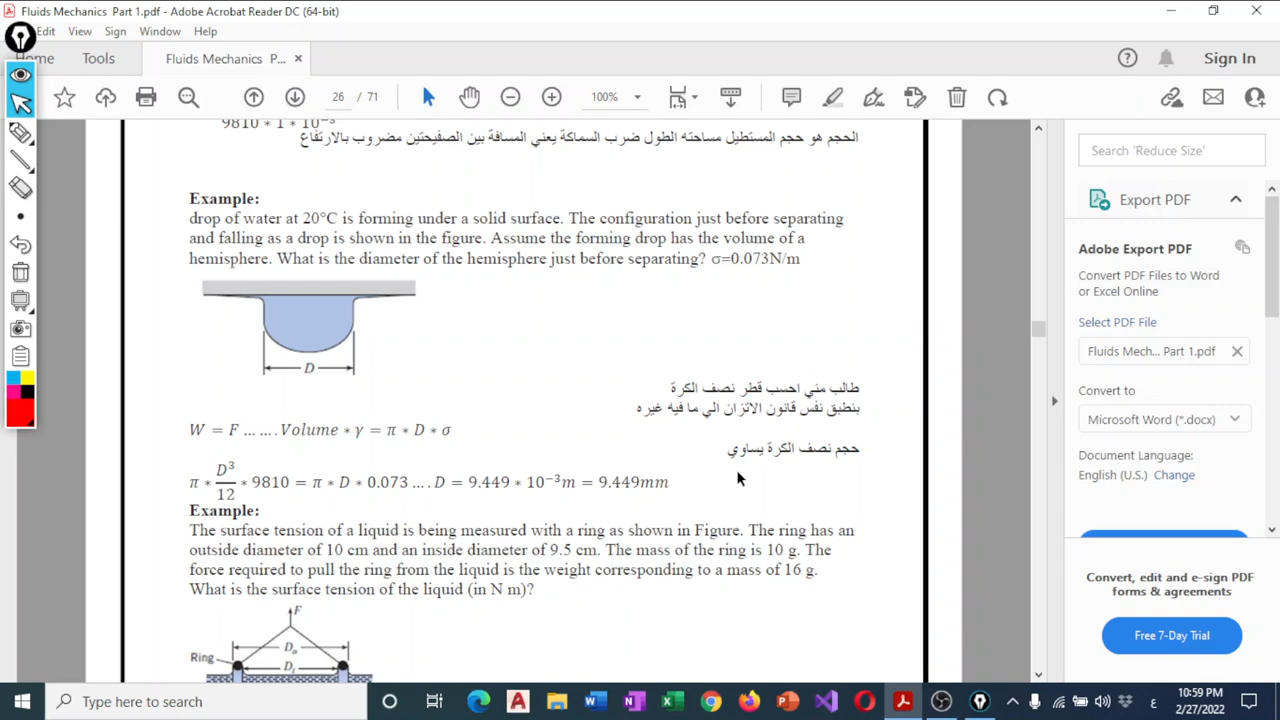 Fluids Mechanics Part 1.pdf - Adobe Acrobat Reader DC (64-bit)
Edit View Sign Window Help
Home Tools Fluids Mechanics P... ×
Sign In
26 / 71
100%
9810 * 1 * 10⁻³
الحجم هو حجم المستطيل مساحته الطول ضرب السماكة يعني المسافة بين الصفيحتين مضروب بالارتفاع
Example:
drop of water at 20°C is forming under a solid surface. The configuration just before separating
and falling as a drop is shown in the figure. Assume the forming drop has the volume of a
hemisphere. What is the diameter of the hemisphere just before separating? σ=0.073N/m
D
طالب مني احسب قطر نصف الكرة
بنطبق نفس قانون الاتزان الي ما فيه غيره
W = F … … . Volume * γ = π * D * σ
حجم نصف الكرة يساوي
π * D³/12 * 9810 = π * D * 0.073 … . D = 9.449 * 10⁻³m = 9.449mm
Example:
The surface tension of a liquid is being measured with a ring as shown in Figure. The ring has an
outside diameter of 10 cm and an inside diameter of 9.5 cm. The mass of the ring is 10 g. The
force required to pull the ring from the liquid is the weight corresponding to a mass of 16 g.
What is the surface tension of the liquid (in N m)?
F
Dₒ
Ring
Dᵢ
Search 'Reduce Size'
Export PDF
Adobe Export PDF
Convert PDF Files to Word
or Excel Online
Select PDF File
Fluids Mech... Part 1.pdf
Convert to
Microsoft Word (*.docx)
Document Language:
English (U.S.) Change
Convert, edit and e-sign PDF
forms & agreements
Free 7-Day Trial
Type here to search
ع
10:59 PM
2/27/2022